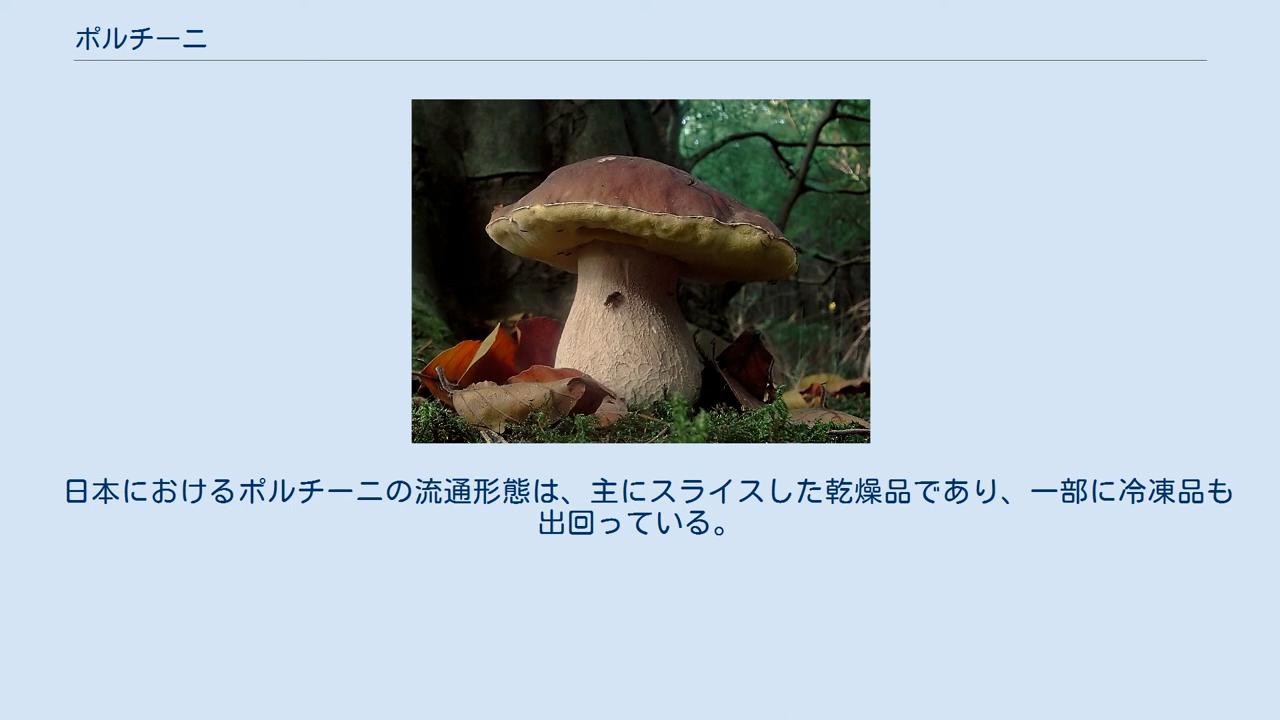 ポルチーニ
日本におけるポルチーニの流通形態は、主にスライスした乾燥品であり、一部に冷凍品も
出回っている。